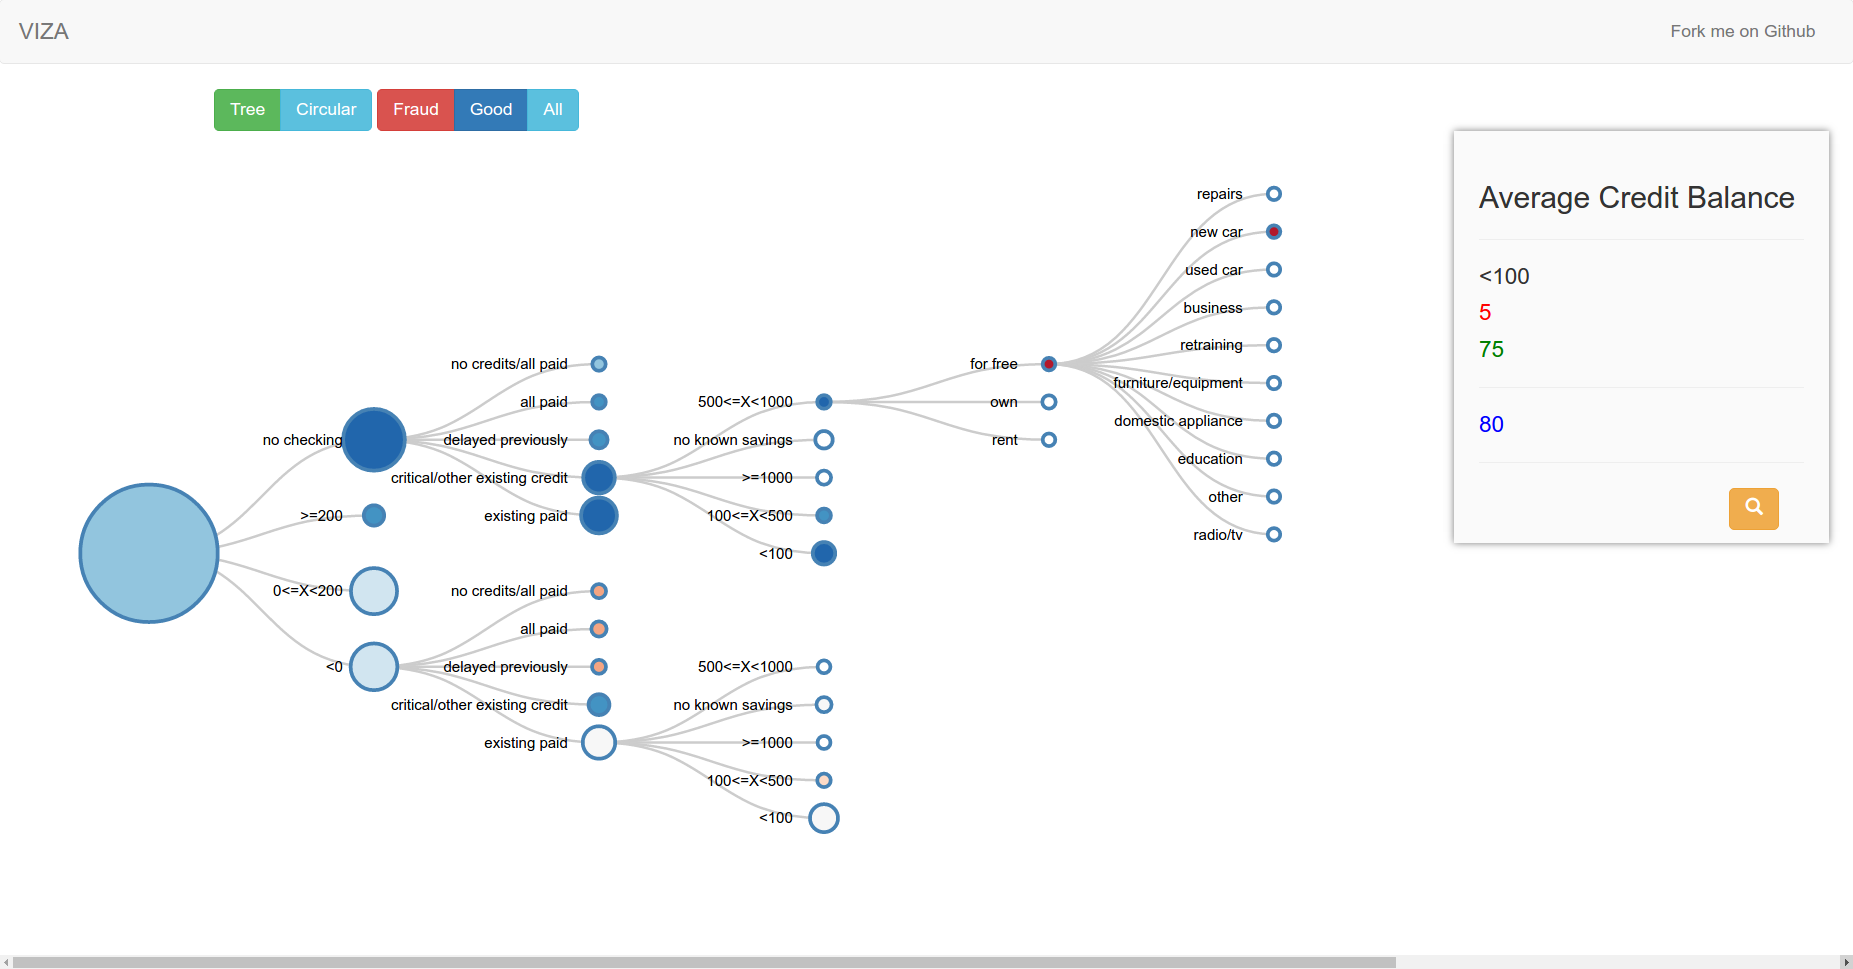 VIZA
Fork me on Github
Tree Circular Fraud Good All
Average Credit Balance
<100
5
75
80
no checking
>=200
0<=X<200
<0
no credits/all paid
all paid
delayed previously
critical/other existing credit
existing paid
no credits/all paid
all paid
delayed previously
critical/other existing credit
existing paid
500<=X<1000
no known savings
>=1000
100<=X<500
<100
500<=X<1000
no known savings
>=1000
100<=X<500
<100
for free
own
rent
repairs
new car
used car
business
retraining
furniture/equipment
domestic appliance
education
other
radio/tv